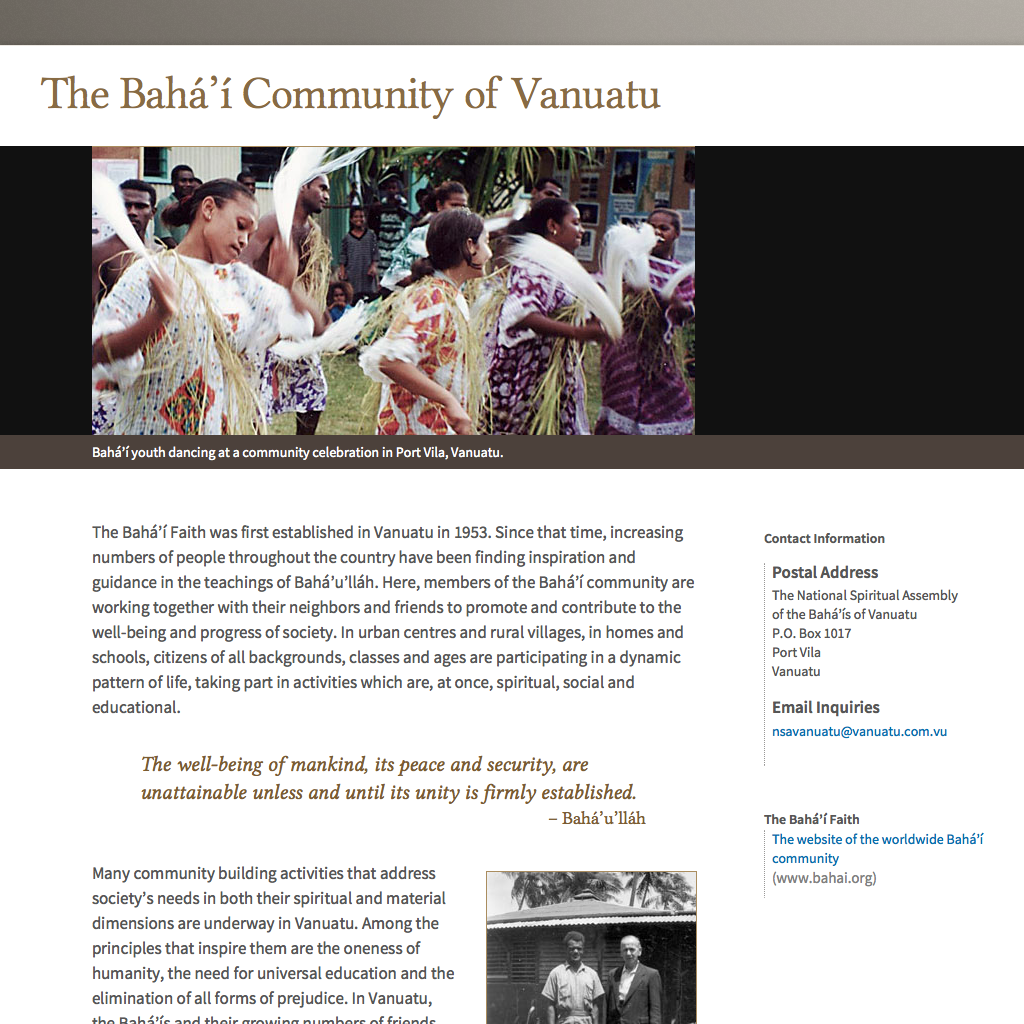 The Bahá’í Community of Vanuatu
Bahá’í youth dancing at a community celebration in Port Vila, Vanuatu.
The Bahá’í Faith was first established in Vanuatu in 1953. Since that time, increasing
numbers of people throughout the country have been finding inspiration and
guidance in the teachings of Bahá’u’lláh. Here, members of the Bahá’í community are
working together with their neighbors and friends to promote and contribute to the
well-being and progress of society. In urban centres and rural villages, in homes and
schools, citizens of all backgrounds, classes and ages are participating in a dynamic
pattern of life, taking part in activities which are, at once, spiritual, social and
educational.
The well-being of mankind, its peace and security, are
unattainable unless and until its unity is firmly established.
– Bahá’u’lláh
Many community building activities that address
society’s needs in both their spiritual and material
dimensions are underway in Vanuatu. Among the
principles that inspire them are the oneness of
humanity, the need for universal education and the
elimination of all forms of prejudice. In Vanuatu,
the Bahá’ís and their growing numbers of friends
Contact Information
Postal Address
The National Spiritual Assembly
of the Bahá’ís of Vanuatu
P.O. Box 1017
Port Vila
Vanuatu
Email Inquiries
nsavanuatu@vanuatu.com.vu
The Bahá’í Faith
The website of the worldwide Bahá’í
community
(www.bahai.org)